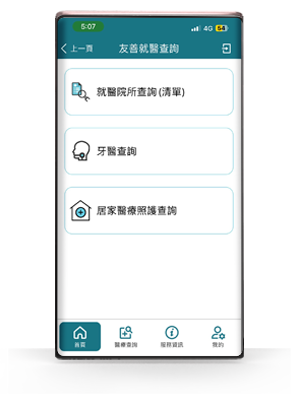 5:07
4G 54
上一頁 友善就醫查詢
就醫院所查詢(清單)
牙醫查詢
居家醫療照護查詢
首頁 醫療查詢 服務資訊 我的